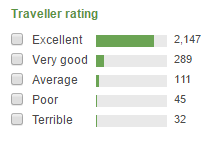 Traveller rating
Excellent 2,147
Very good 289
Average 111
Poor 45
Terrible 32